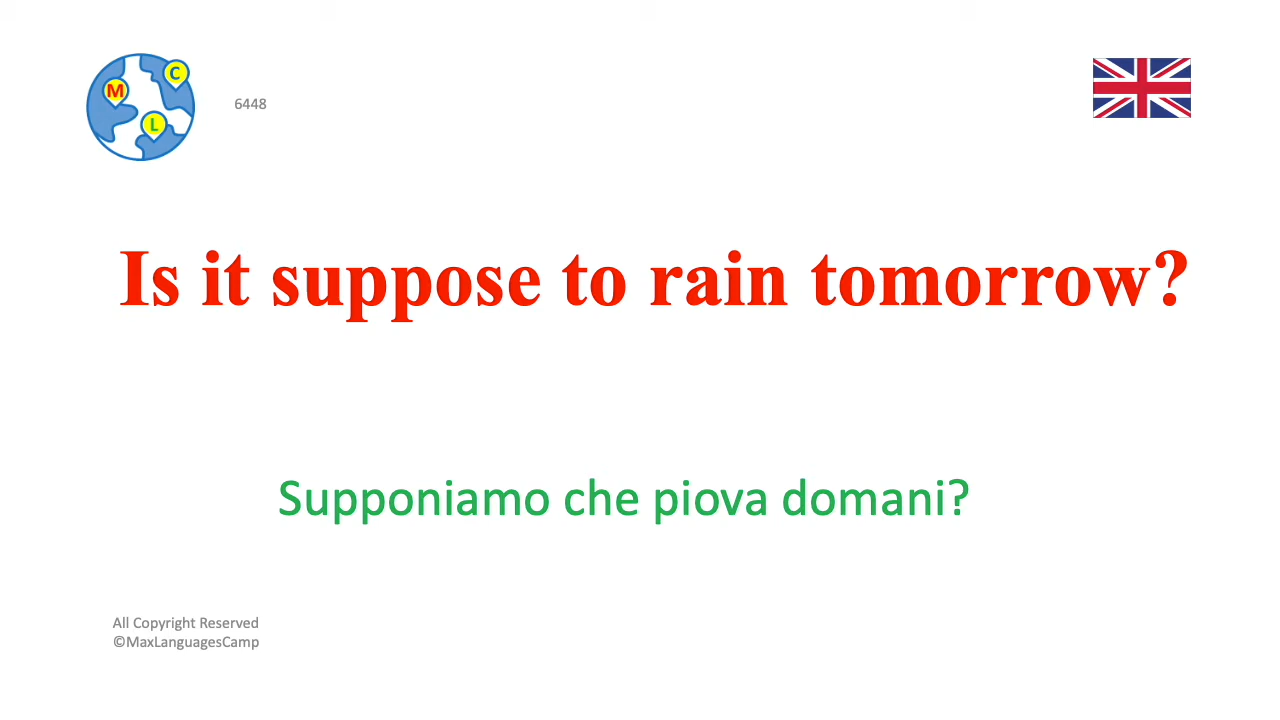 M
C
L
6448
Is it suppose to rain tomorrow?
Supponiamo che piova domani?
All Copyright Reserved
©MaxLanguagesCamp